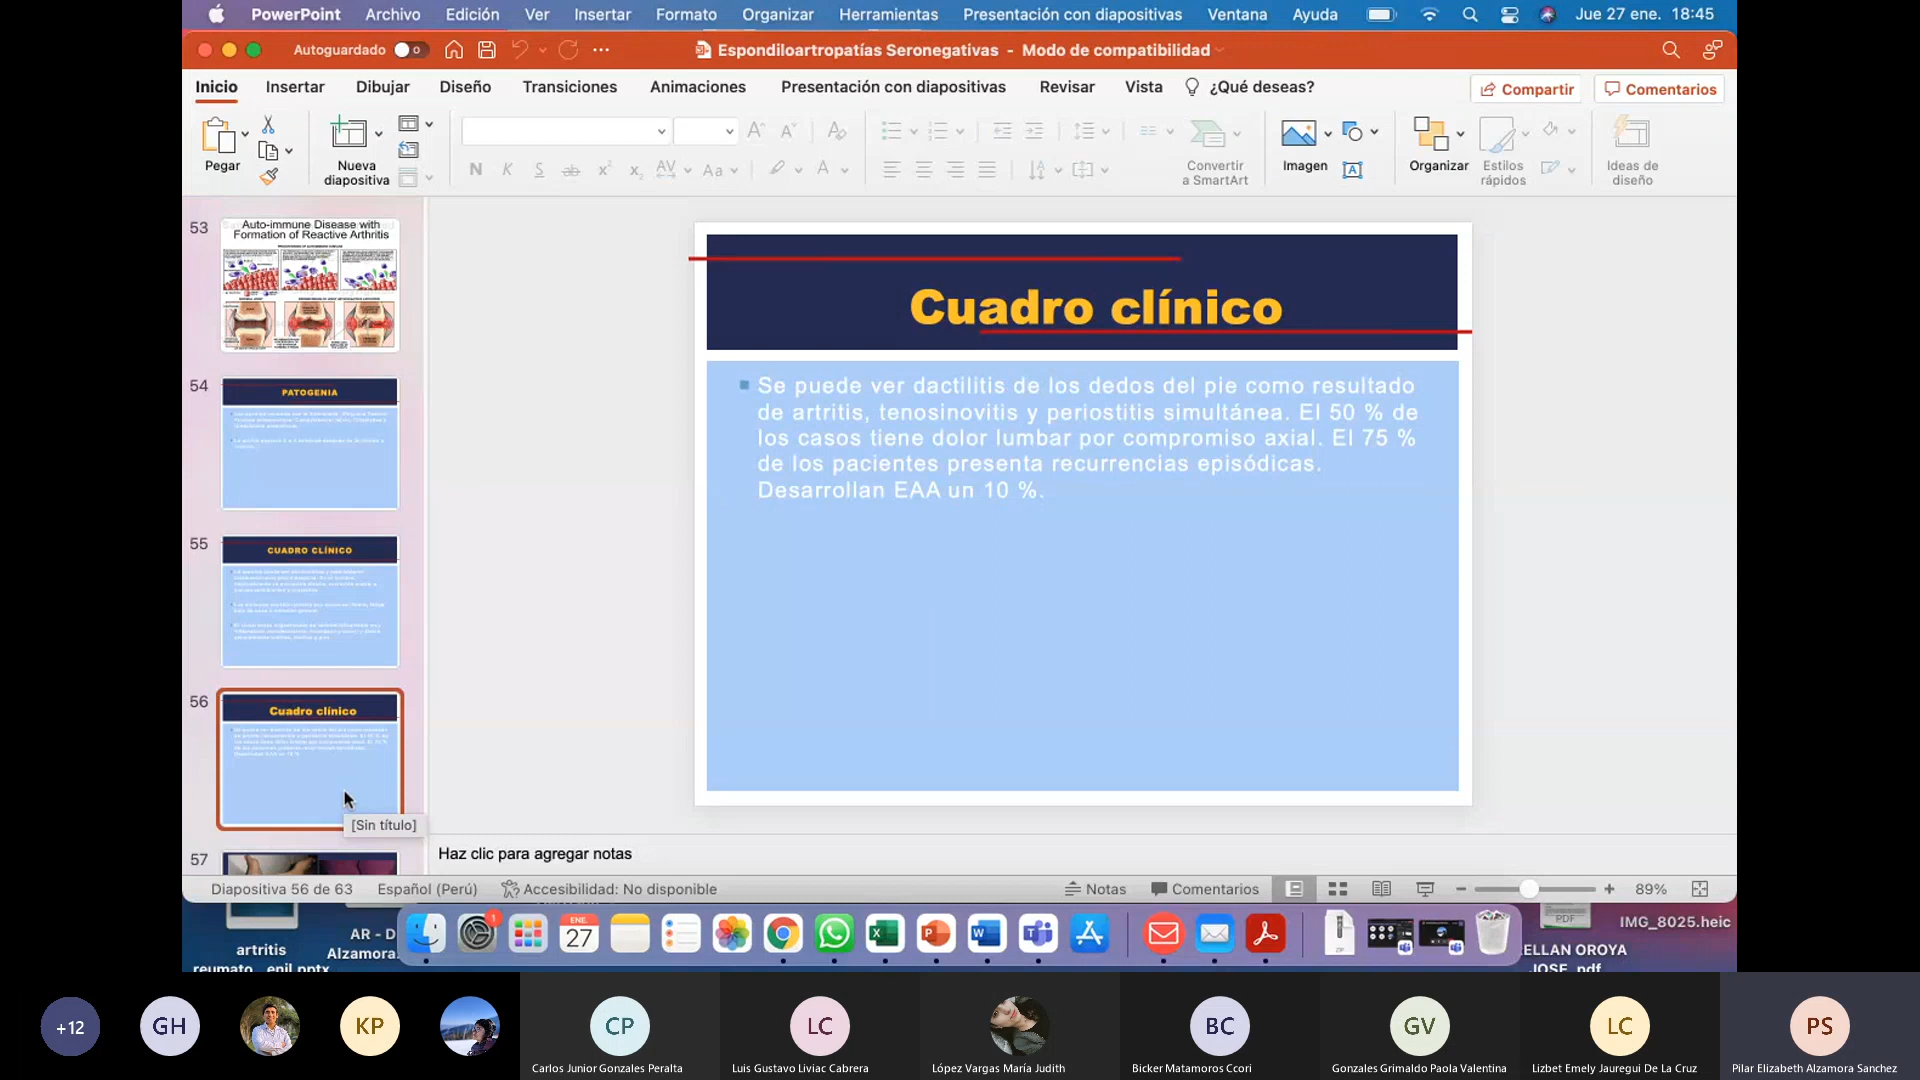 PowerPoint Archivo Edición Ver Insertar Formato Organizar Herramientas Presentación con diapositivas Ventana Ayuda Jue 27 ene. 18:45
Autoguardado Espondiloartropatías Seronegativas - Modo de compatibilidad
Inicio Insertar Dibujar Diseño Transiciones Animaciones Presentación con diapositivas Revisar Vista ¿Qué deseas? Compartir Comentarios
Pegar
Nueva
diapositiva
Convertir
a SmartArt
Imagen
Organizar
Estilos
rápidos
Ideas de
diseño
53
Auto-immune Disease with
Formation of Reactive Arthritis
54
PATOGENIA
55
CUADRO CLÍNICO
56
Cuadro clínico
[Sin título]
57
Cuadro clínico
Se puede ver dactilitis de los dedos del pie como resultado
de artritis, tenosinovitis y periostitis simultánea. El 50 % de
los casos tiene dolor lumbar por compromiso axial. El 75 %
de los pacientes presenta recurrencias episódicas.
Desarrollan EAA un 10 %.
Haz clic para agregar notas
Diapositiva 56 de 63 Español (Perú) Accesibilidad: No disponible Notas Comentarios 89%
artritis
reumato...enil.pptx
AR - D
Alzamora.
ENE.
27
1
ZIP
PDF
IMG_8025.heic
ELLAN OROYA
JOSE .pdf
+12 GH KP CP LC BC GV LC PS
Carlos Junior Gonzales Peralta
Luis Gustavo Liviac Cabrera
López Vargas María Judith
Bicker Matamoros Ccori
Gonzales Grimaldo Paola Valentina
Lizbet Emely Jauregui De La Cruz
Pilar Elizabeth Alzamora Sanchez